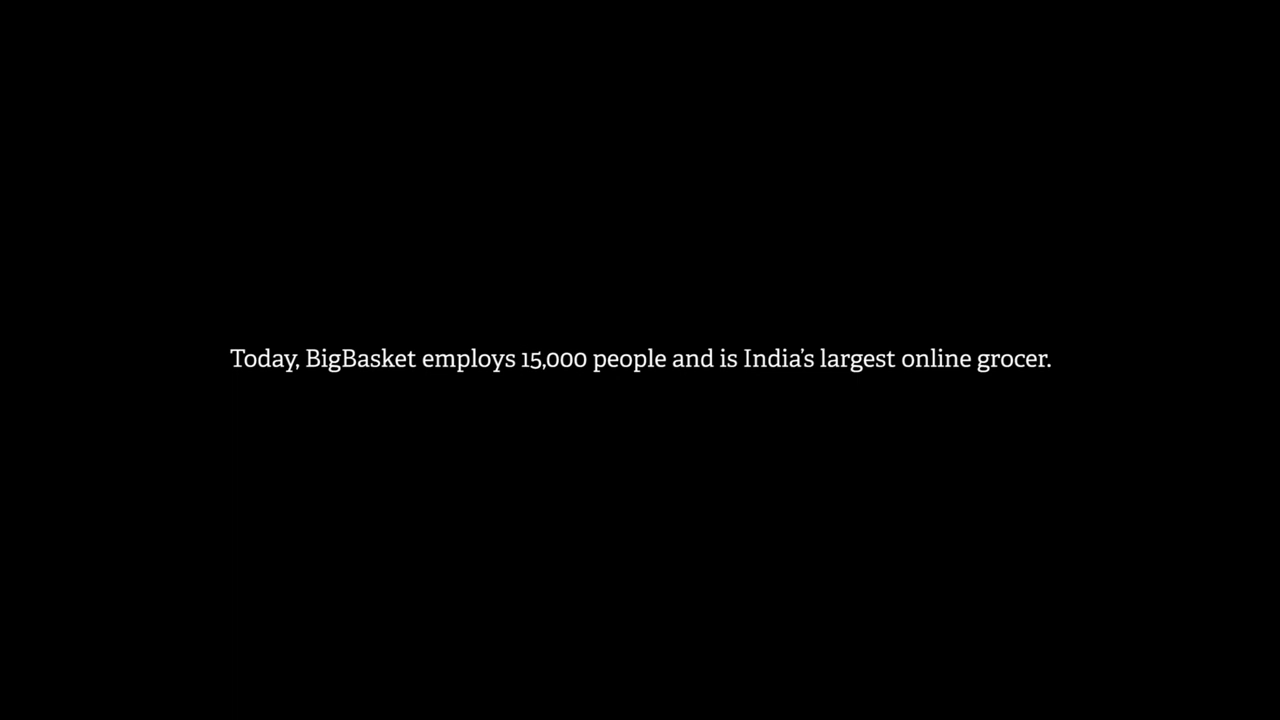 Today, BigBasket employs 15,000 people and is India’s largest online grocer.